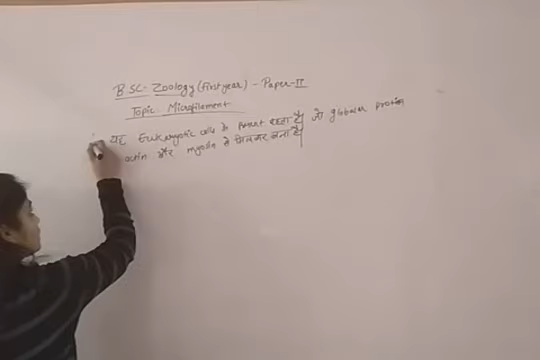 BSC- Zoology (first year) - Paper-II
Topic Microfilament
यह Eukaryotic cells में present रहता है| जो globular protein
actin और myosin से मिलकर बना है|